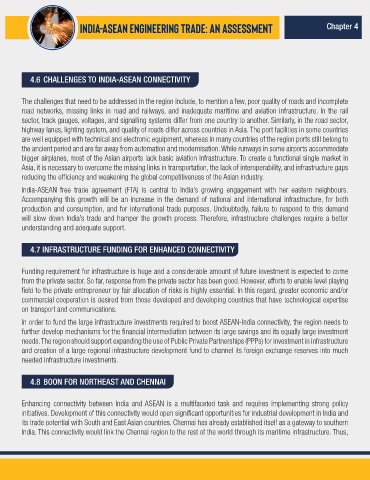 INDIA-ASEAN ENGINEERING TRADE: AN ASSESSMENT
Chapter 4
4.6 CHALLENGES TO INDIA-ASEAN CONNECTIVITY
The challenges that need to be addressed in the region include, to mention a few, poor quality of roads and incomplete
road networks, missing links in road and railways, and inadequate maritime and aviation infrastructure. In the rail
sector, track gauges, voltages, and signalling systems differ from one country to another. Similarly, in the road sector,
highway lanes, lighting system, and quality of roads differ across countries in Asia. The port facilities in some countries
are well equipped with technical and electronic equipment, whereas in many countries of the region ports still belong to
the ancient period and are far away from automation and modernisation. While runways in some airports accommodate
bigger airplanes, most of the Asian airports lack basic aviation infrastructure. To create a functional single market in
Asia, it is necessary to overcome the missing links in transportation, the lack of interoperability, and infrastructure gaps
reducing the efficiency and weakening the global competitiveness of the Asian industry.
India-ASEAN free trade agreement (FTA) is central to India's growing engagement with her eastern neighbours.
Accompanying this growth will be an increase in the demand of national and international infrastructure, for both
production and consumption, and for international trade purposes. Undoubtedly, failure to respond to this demand
will slow down India's trade and hamper the growth process. Therefore, infrastructure challenges require a better
understanding and adequate support.
4.7 INFRASTRUCTURE FUNDING FOR ENHANCED CONNECTIVITY
Funding requirement for infrastructure is huge and a considerable amount of future investment is expected to come
from the private sector. So far, response from the private sector has been good. However, efforts to enable level playing
field to the private entrepreneur by fair allocation of risks is highly essential. In this regard, greater economic and/or
commercial cooperation is desired from those developed and developing countries that have technological expertise
on transport and communications.
In order to fund the large infrastructure investments required to boost ASEAN-India connectivity, the region needs to
further develop mechanisms for the financial intermediation between its large savings and its equally large investment
needs. The region should support expanding the use of Public Private Partnerships (PPPs) for investment in infrastructure
and creation of a large regional infrastructure development fund to channel its foreign exchange reserves into much
needed infrastructure investments.
4.8 BOON FOR NORTHEAST AND CHENNAI
Enhancing connectivity between India and ASEAN is a multifaceted task and requires implementing strong policy
initiatives. Development of this connectivity would open significant opportunities for industrial development in India and
its trade potential with South and East Asian countries. Chennai has already established itself as a gateway to southern
India. This connectivity would link the Chennai region to the rest of the world through its maritime infrastructure. Thus,